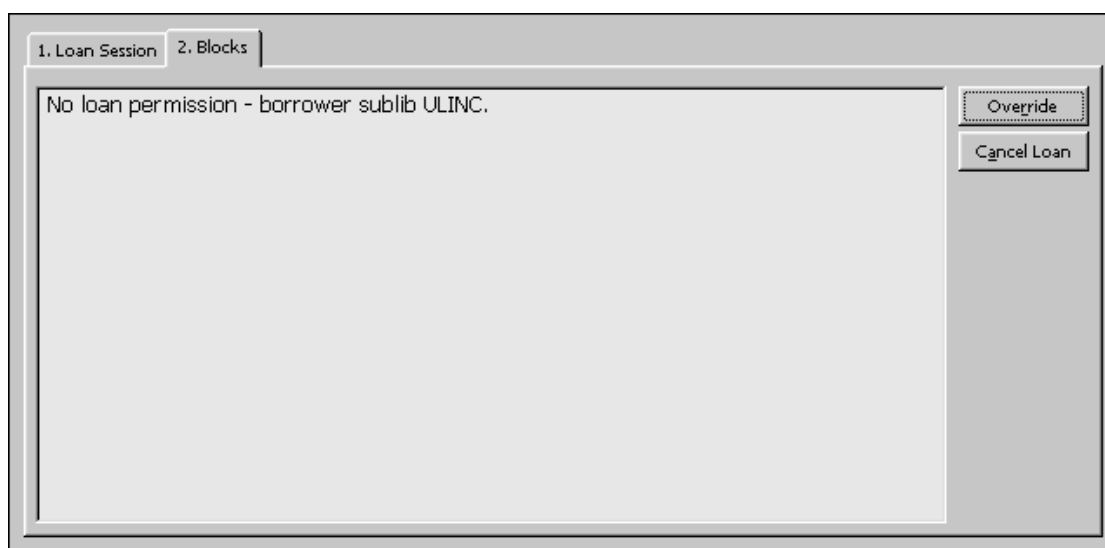 1. Loan Session
2. Blocks
No loan permission - borrower sublib ULINC.
Override
Cancel Loan